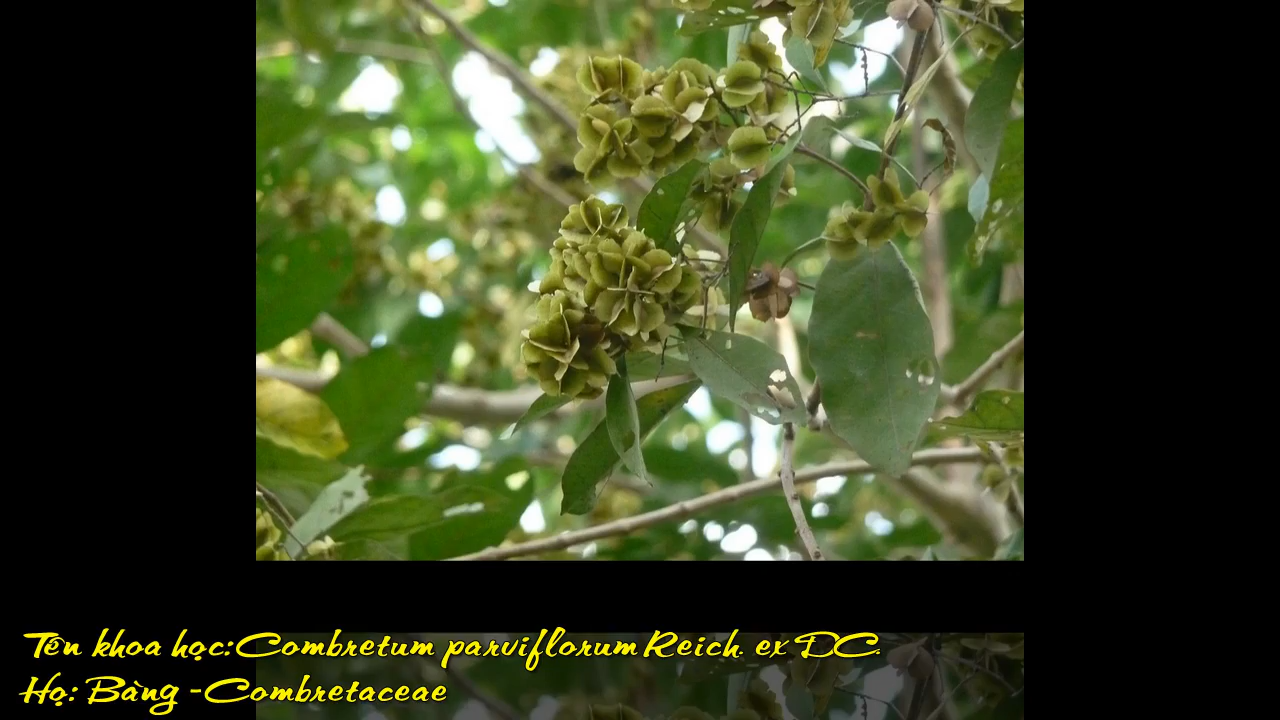 Tên khoa học: Combretum parviflorum Reich. ex DC.
Họ: Bàng - Combretaceae